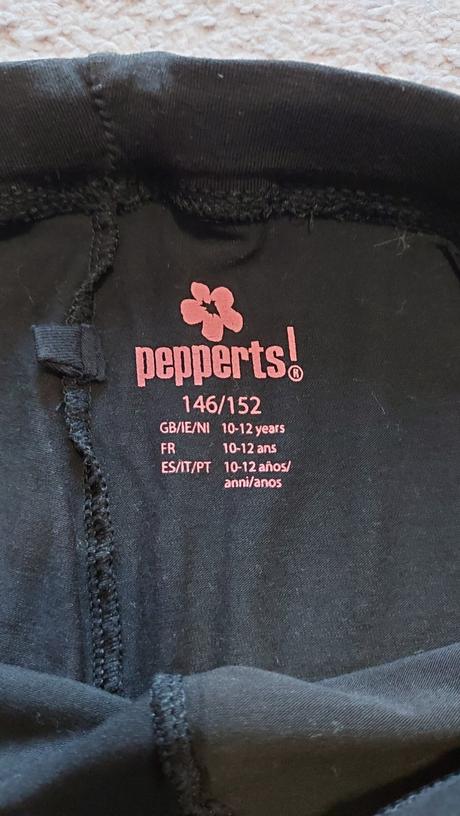 pepperts!®
146/152
GB/IE/NI 10-12 years
FR 10-12 ans
ES/IT/PT 10-12 años/
anni/anos